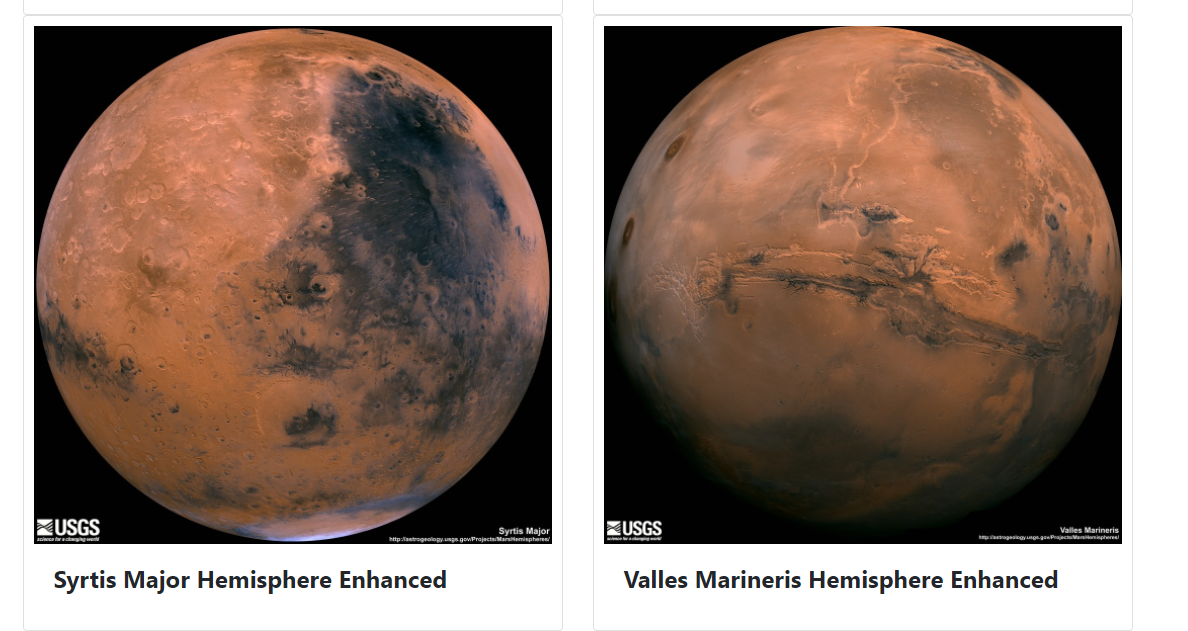 USGS
science for a changing world
Syrtis Major
http://astrogeology.usgs.gov/Projects/MarsHemispheres/
Syrtis Major Hemisphere Enhanced
USGS
science for a changing world
Valles Marineris
http://astrogeology.usgs.gov/Projects/MarsHemispheres/
Valles Marineris Hemisphere Enhanced